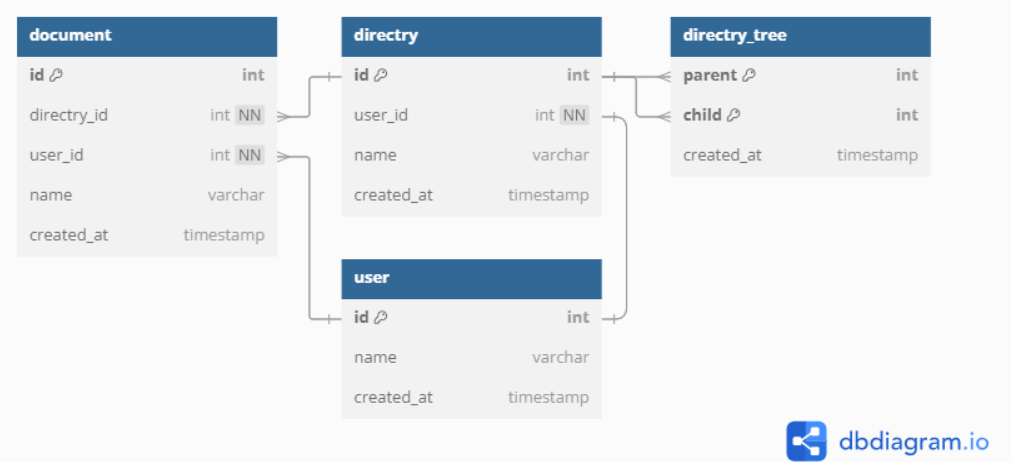 document
id int
directry_id int NN
user_id int NN
name varchar
created_at timestamp
directry
id int
user_id int NN
name varchar
created_at timestamp
directry_tree
parent int
child int
created_at timestamp
user
id int
name varchar
created_at timestamp
dbdiagram.io